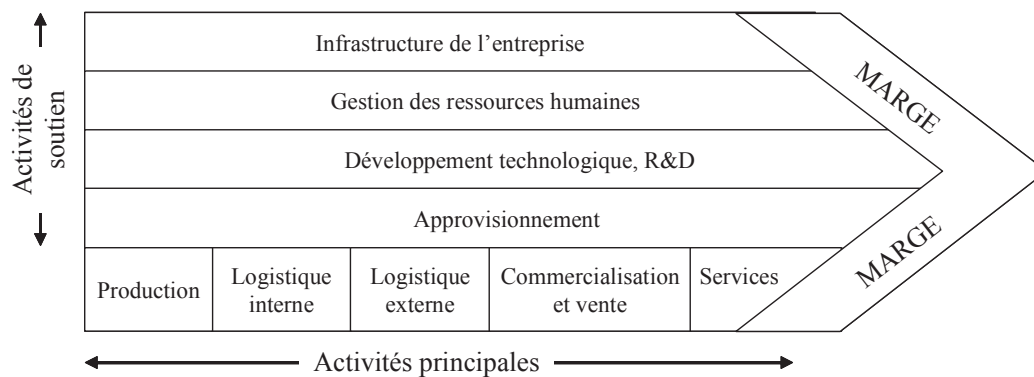 Activités de
soutien
Infrastructure de l’entreprise
Gestion des ressources humaines
Développement technologique, R&D
Approvisionnement
MARGE
MARGE
Production
Logistique
interne
Logistique
externe
Commercialisation
et vente
Services
Activités principales